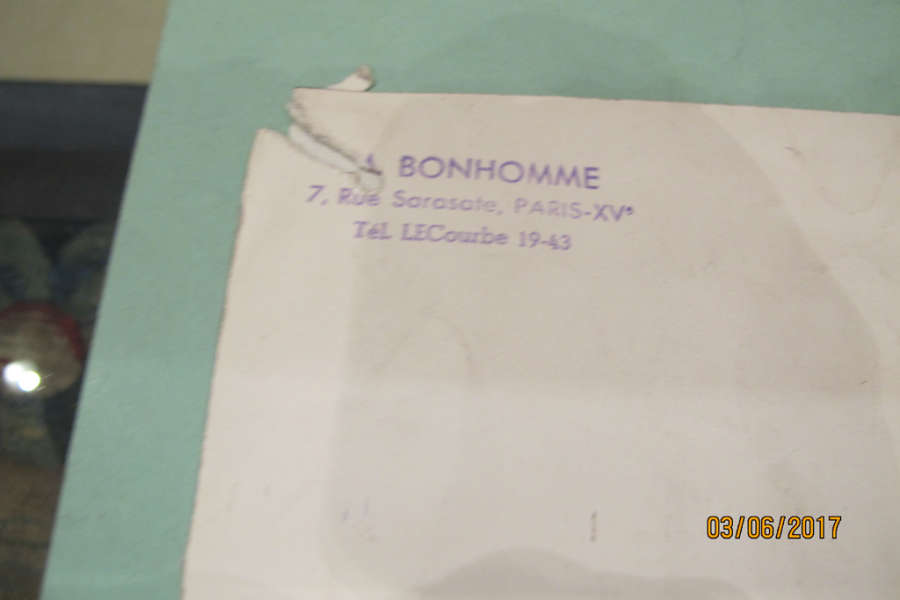 BONHOMME
7, Rue Sarasate, PARIS-XVᵉ
Tél. LECourbe 19-43
03/06/2017